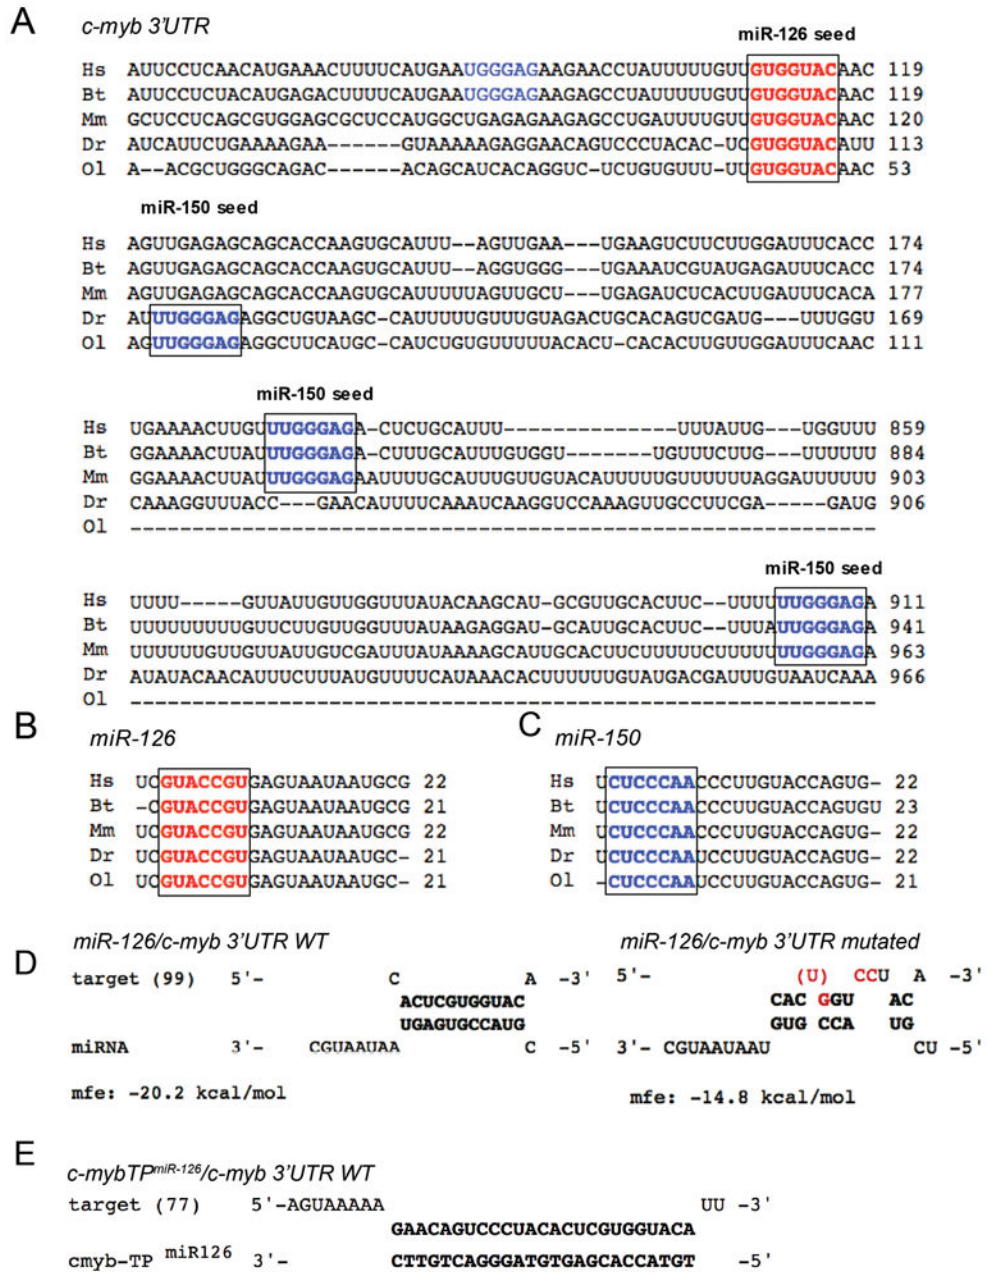 A
c-myb 3'UTR
miR-126 seed
Hs AUUCCUCAACAUGAAACUUUUCAUGAAUGGGAGAAGAACCUAUUUUUGUUGUGGUACAAC 119
Bt AUUCCUCUACAUGAGACUUUUCAUGAAUGGGAGAAGAGCCUAUUUUUGUUGUGGUACAAC 119
Mm GCUCCUCAGCGUGGAGCGCUCCAUGGCUGAGAGAAGAGCCUGAUUUUGUUGUGGUACAAC 120
Dr AUCAUUCUGAAAAGAA------GUAAAAAGAGGAACAGUCCCUACAC-UCGUGGUACAUU 113
Ol A--ACGCUGGGCAGAC------ACAGCAUCACAGGUC-UCUGUGUUU-UUGUGGUACAAC 53
miR-150 seed
Hs AGUUGAGAGCAGCACCAAGUGCAUUU--AGUUGAA---UGAAGUCUUCUUGGAUUUCACC 174
Bt AGUUGAGAGCAGCACCAAGUGCAUUU--AGGUGGG---UGAAAUCGUAUGAGAUUUCACC 174
Mm AGUUGAGAGCAGCACCAAGUGCAUUUUUAGUUGCU---UGAGAUCUCACUUGAUUUCACA 177
Dr AUUUGGGAGAGGCUGUAAGC-CAUUUUUGUUUGUAGACUGCACAGUCGAUG---UUUGGU 169
Ol AGUUGGGAGAGGCUUCAUGC-CAUCUGUGUUUUUACACU-CACACUUGUUGGAUUUCAAC 111
miR-150 seed
Hs UGAAAACUUGUUUGGGAGA-CUCUGCAUUU--------------UUUAUUG---UGGUUU 859
Bt GGAAAACUUAUUUGGGAGA-CUUUGCAUUUGUGGU-------UGUUUCUUG---UUUUUU 884
Mm GGAAAACUUAUUUGGGAGAAUUUUGCAUUUGUUGUACAUUUUUGUUUUUUAGGAUUUUUU 903
Dr CAAAGGUUUACC---GAACAUUUUCAAAUCAAGGUCCAAAGUUGCCUUCGA-----GAUG 906
Ol ------------------------------------------------------------
miR-150 seed
Hs UUUU-----GUUAUUGUUGGUUUAUACAAGCAU-GCGUUGCACUUC--UUUUUUGGGAGA 911
Bt UUUUUUUUUGUUCUUGUUGGUUUAUAAGAGGAU-GCAUUGCACUUC--UUUAUUGGGAGA 941
Mm UUUUUUGUUGUUAUUGUCGAUUUAUAAAAGCAUUGCACUUCUUUUUCUUUUUUUGGGAGA 963
Dr AUAUACAACAUUUCUUUAUGUUUUCAUAAACACUUUUUGUAUGACGAUUUGUAAUCAAA 966
Ol ------------------------------------------------------------
B
miR-126
Hs UCGUACCGUGAGUAAUAAUGCG 22
Bt -CGUACCGUGAGUAAUAAUGCG 21
Mm UCGUACCGUGAGUAAUAAUGCG 22
Dr UCGUACCGUGAGUAAUAAUGC- 21
Ol UCGUACCGUGAGUAAUAAUGC- 21
C
miR-150
Hs UCUCCCAACCCUUGUACCAGUG- 22
Bt UCUCCCAACCCUUGUACCAGUGU 23
Mm UCUCCCAACCCUUGUACCAGUG- 22
Dr UCUCCCAAUCCUUGUACCAGUG- 22
Ol -CUCCCAAUCCUUGUACCAGUG- 21
D
miR-126/c-myb 3'UTR WT
target (99) 5'- C A -3'
ACUCGUGGUAC
UGAGUGCCAUG
miRNA 3'- CGUAAUAA C -5'
mfe: -20.2 kcal/mol
miR-126/c-myb 3'UTR mutated
5'- (U) CCU A -3'
CAC GGU AC
GUG CCA UG
3'- CGUAAUAAU CU -5'
mfe: -14.8 kcal/mol
E
c-mybTPmiR-126/c-myb 3'UTR WT
target (77) 5'-AGUAAAAA UU -3'
GAACAGUCCCUACACUCGUGGUACA
cmyb-TP miR126 3'- CTTGTCAGGGATGTGAGCACCATGT -5'